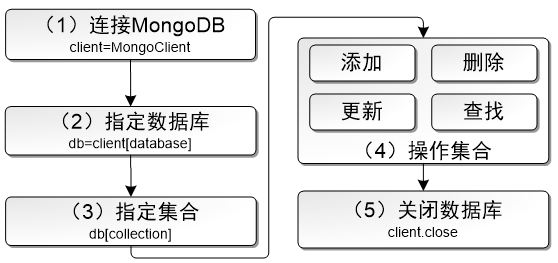 （1）连接MongoDB
client=MongoClient
（2）指定数据库
db=client[database]
（3）指定集合
db[collection]
添加
删除
更新
查找
（4）操作集合
（5）关闭数据库
client.close